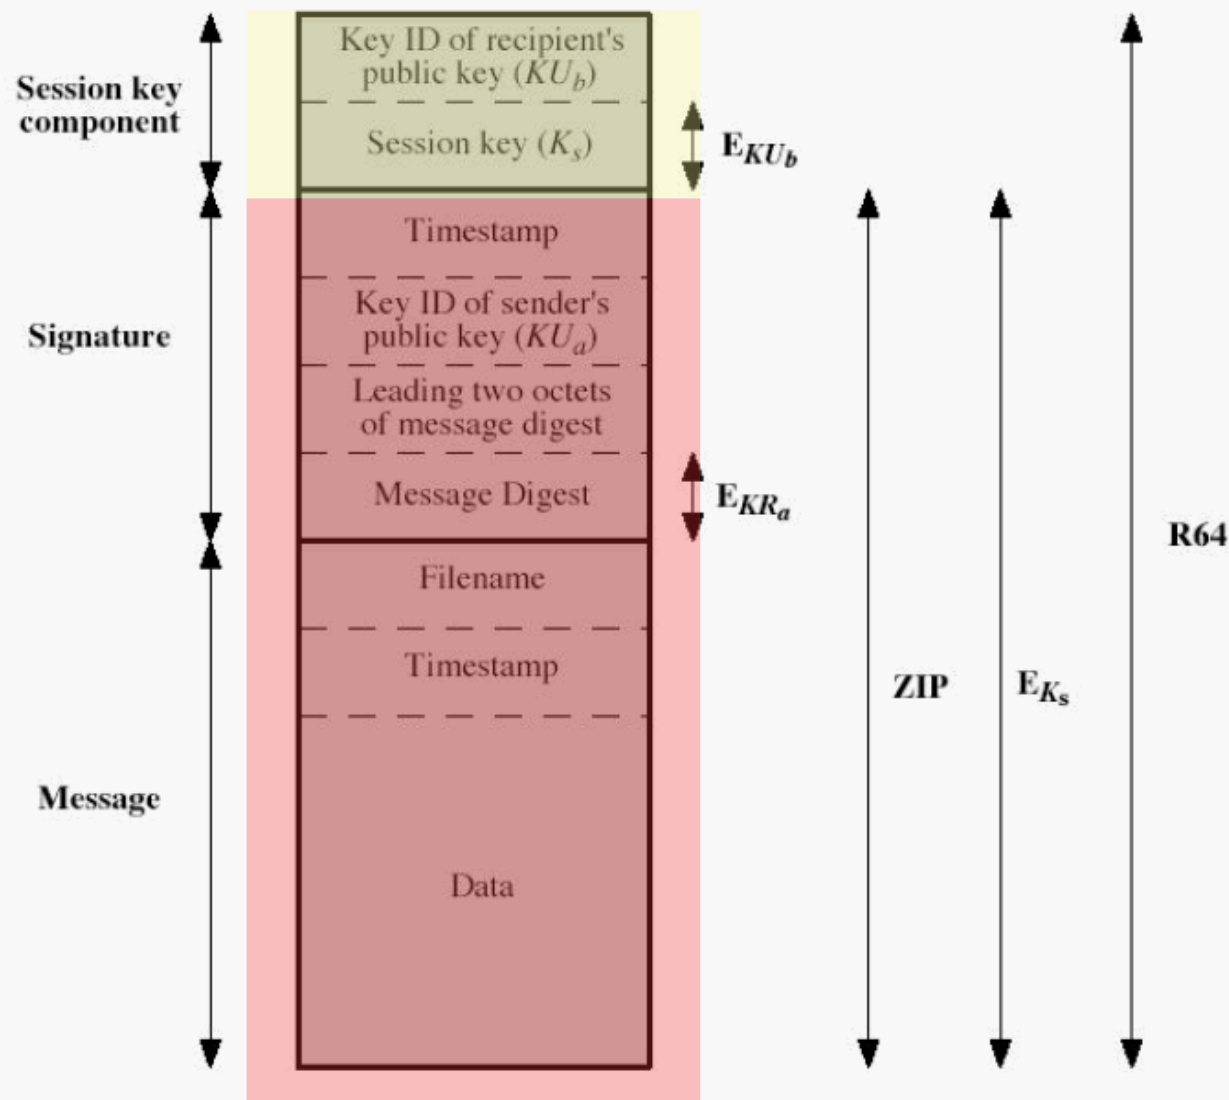 Key ID of recipient's
public key (KUb)
Session key
component
Session key (Ks)
EKUb
Timestamp
Key ID of sender's
public key (KUa)
Signature
Leading two octets
of message digest
Message Digest
EKRa
R64
Filename
Timestamp
ZIP
EKs
Message
Data